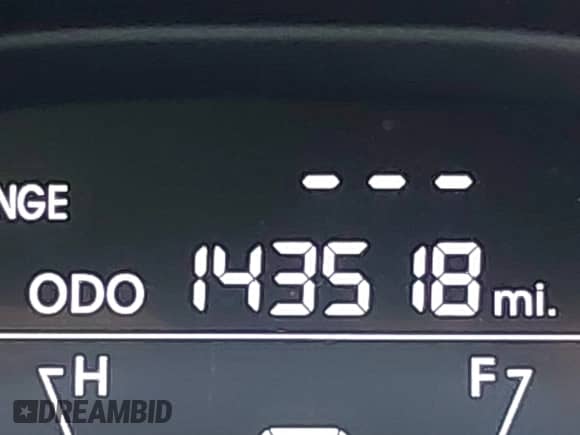 NGE ---
ODO 143518 mi.
H F
DREAMBID